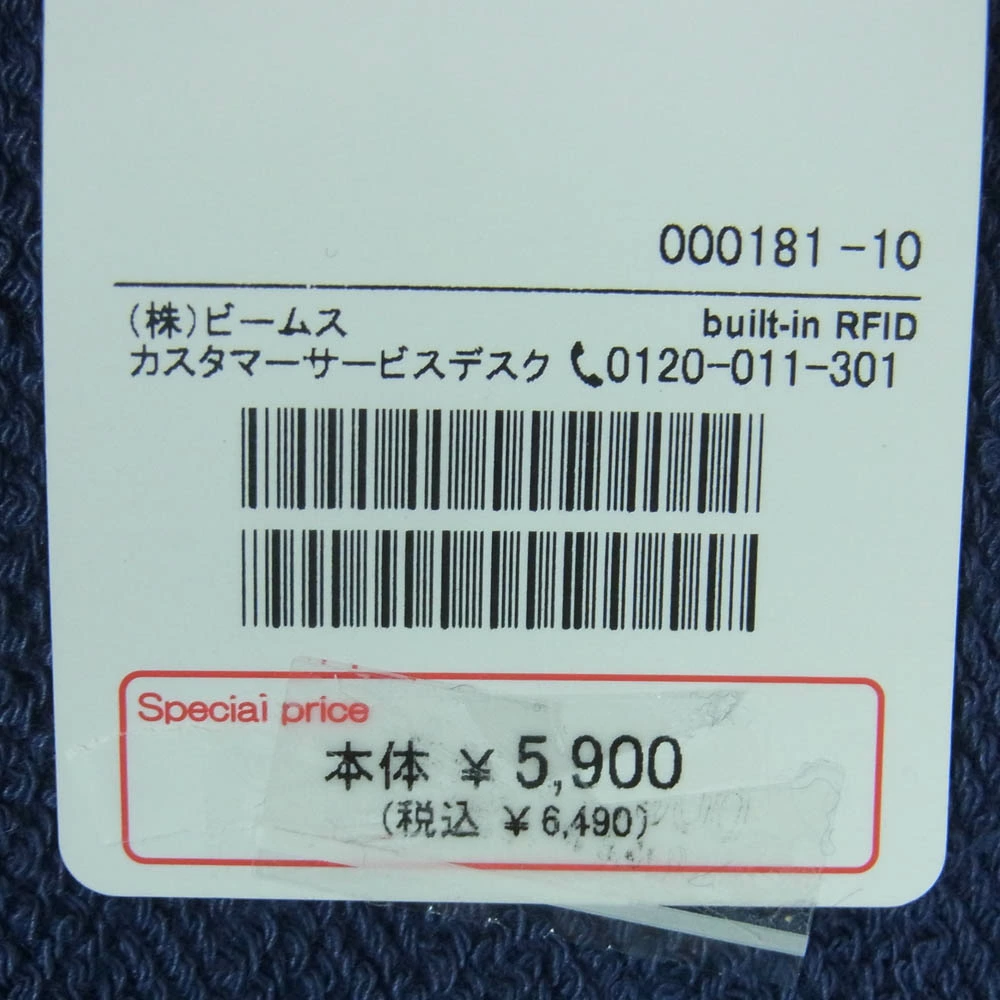 000181-10
(株)ビームス built-in RFID
カスタマーサービスデスク 0120-011-301
Special price
本体 ¥ 5,900
(税込 ¥ 6,490)